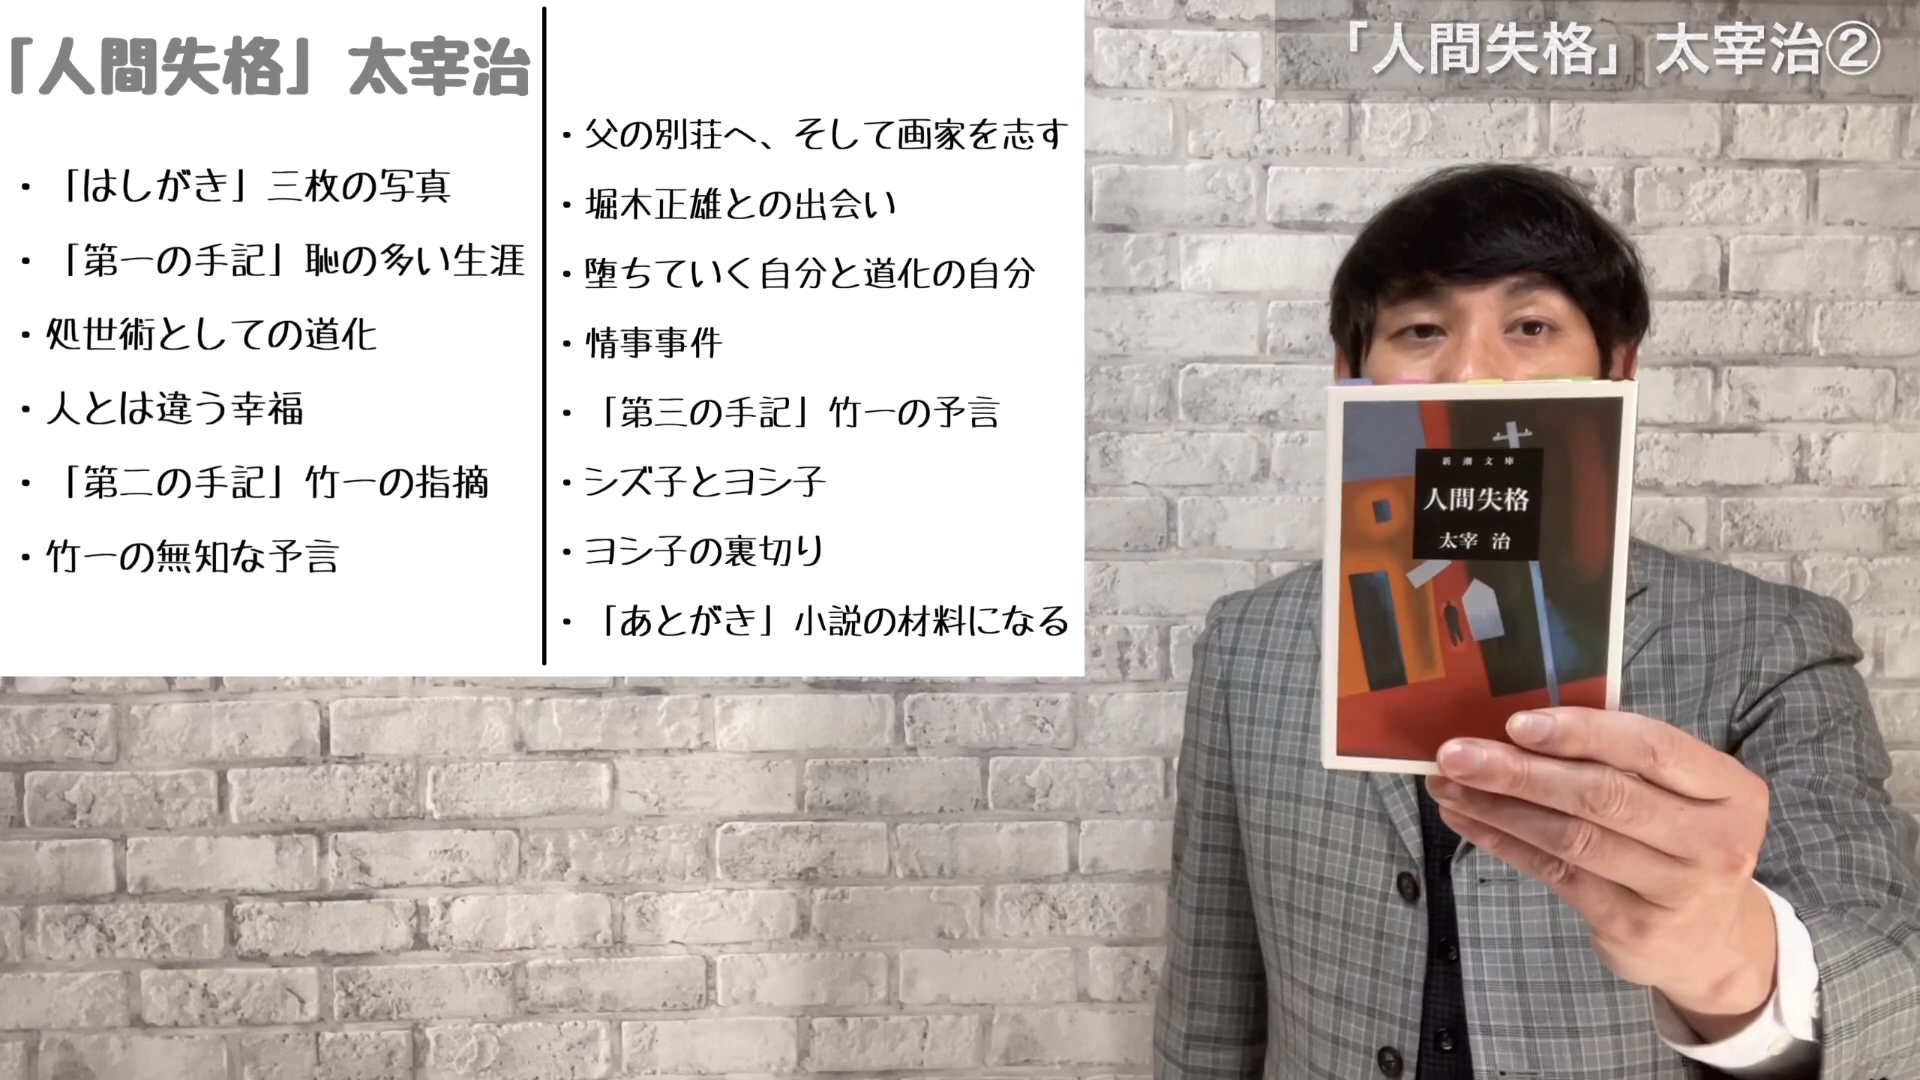 「人間失格」太宰治
・「はしがき」三枚の写真
・「第一の手記」恥の多い生涯
・処世術としての道化
・人とは違う幸福
・「第二の手記」竹一の指摘
・竹一の無知な予言
・父の別荘へ、そして画家を志す
・堀木正雄との出会い
・堕ちていく自分と道化の自分
・情事事件
・「第三の手記」竹一の予言
・シズ子とヨシ子
・ヨシ子の裏切り
・「あとがき」小説の材料になる
「人間失格」太宰治②
新潮文庫
人間失格
太宰 治